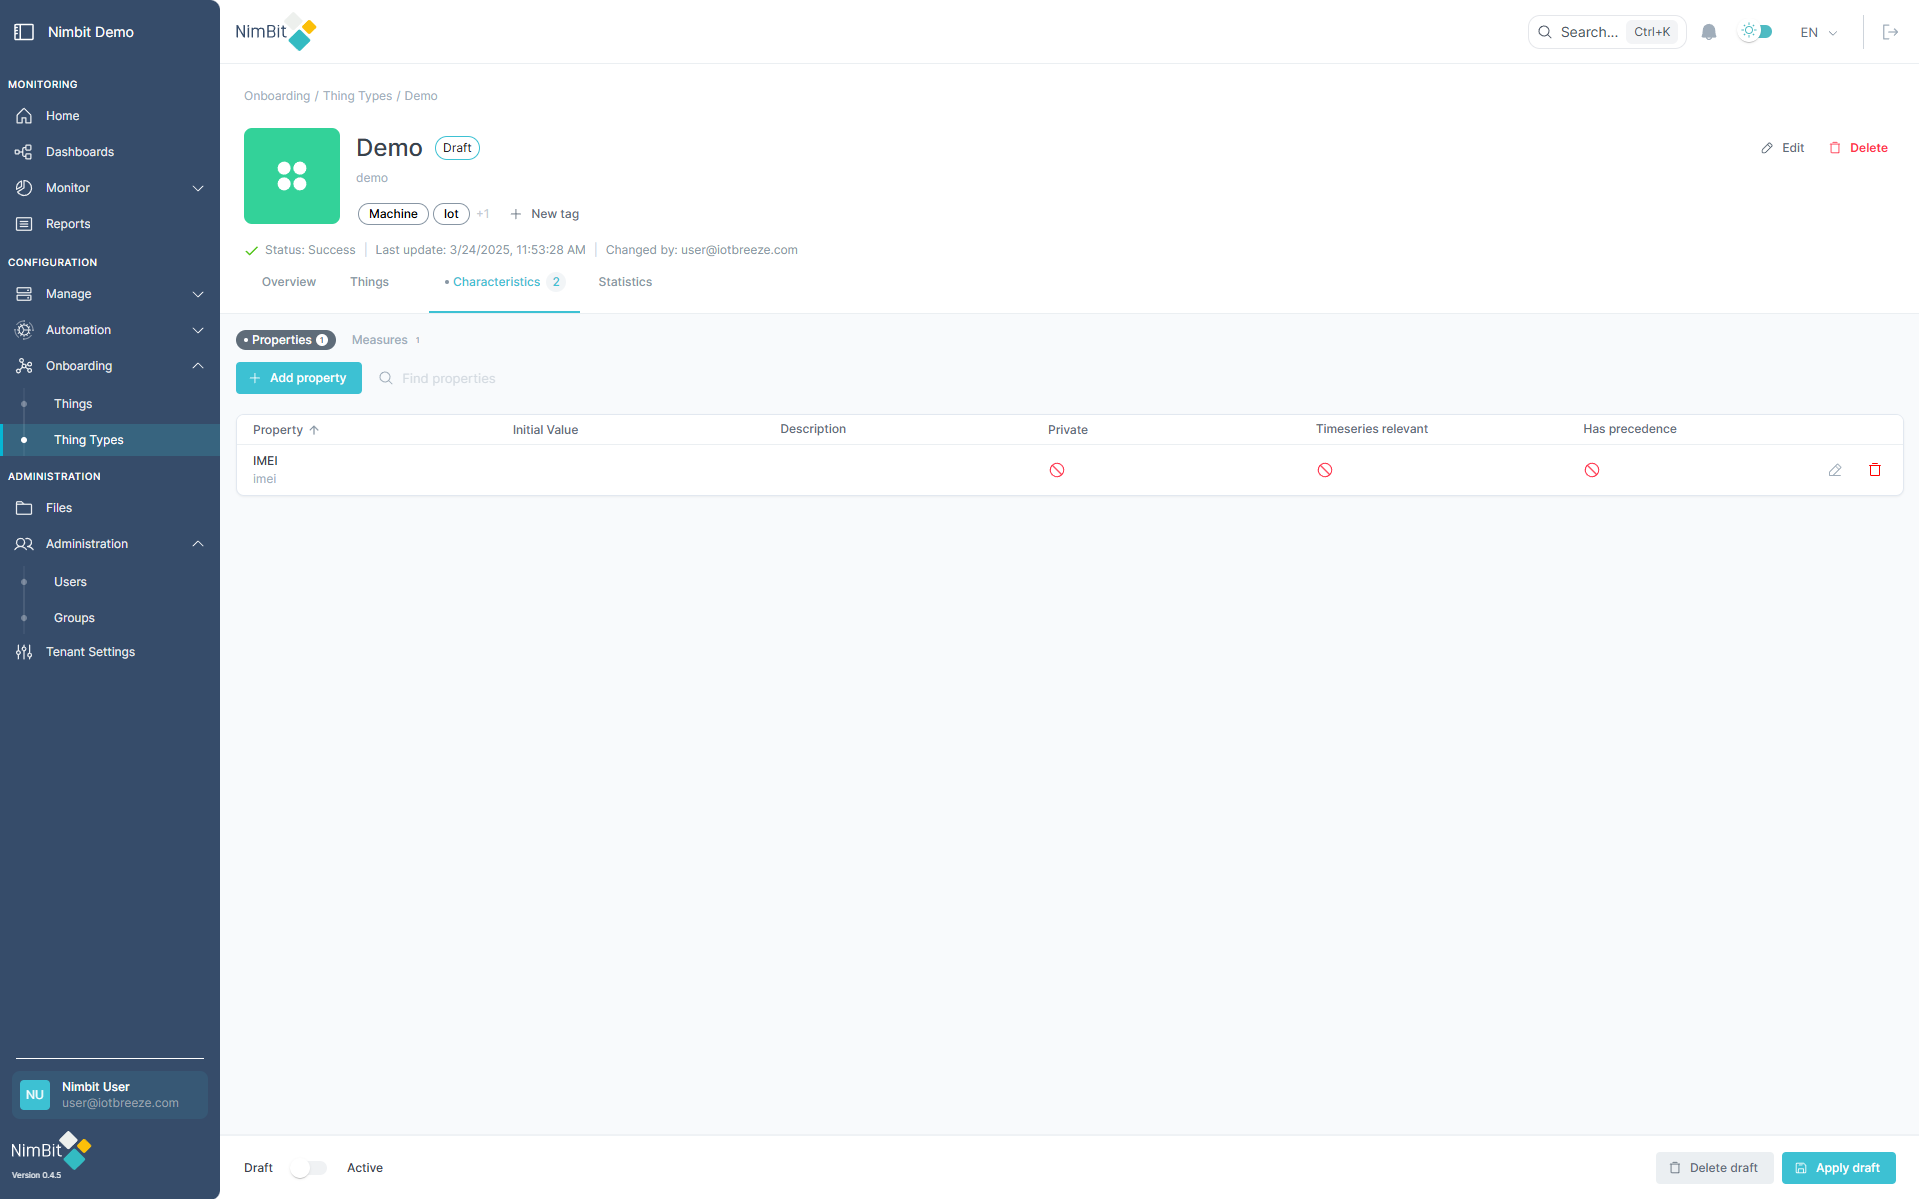 Nimbit Demo
MONITORING
Home
Dashboards
Monitor
Reports
CONFIGURATION
Manage
Automation
Onboarding
Things
Thing Types
ADMINISTRATION
Files
Administration
Users
Groups
Tenant Settings
NU
Nimbit User
user@iotbreeze.com
NimBit
Version 0.4.5
NimBit
Search... Ctrl+K
EN
Onboarding / Thing Types / Demo
Demo Draft
Edit Delete
demo
Machine Iot +1 New tag
Status: Success Last update: 3/24/2025, 11:53:28 AM Changed by: user@iotbreeze.com
Overview Things • Characteristics 2 Statistics
• Properties 1 Measures 1
Add property Find properties
Property Initial Value Description Private Timeseries relevant Has precedence
IMEI
imei
Draft Active Delete draft Apply draft